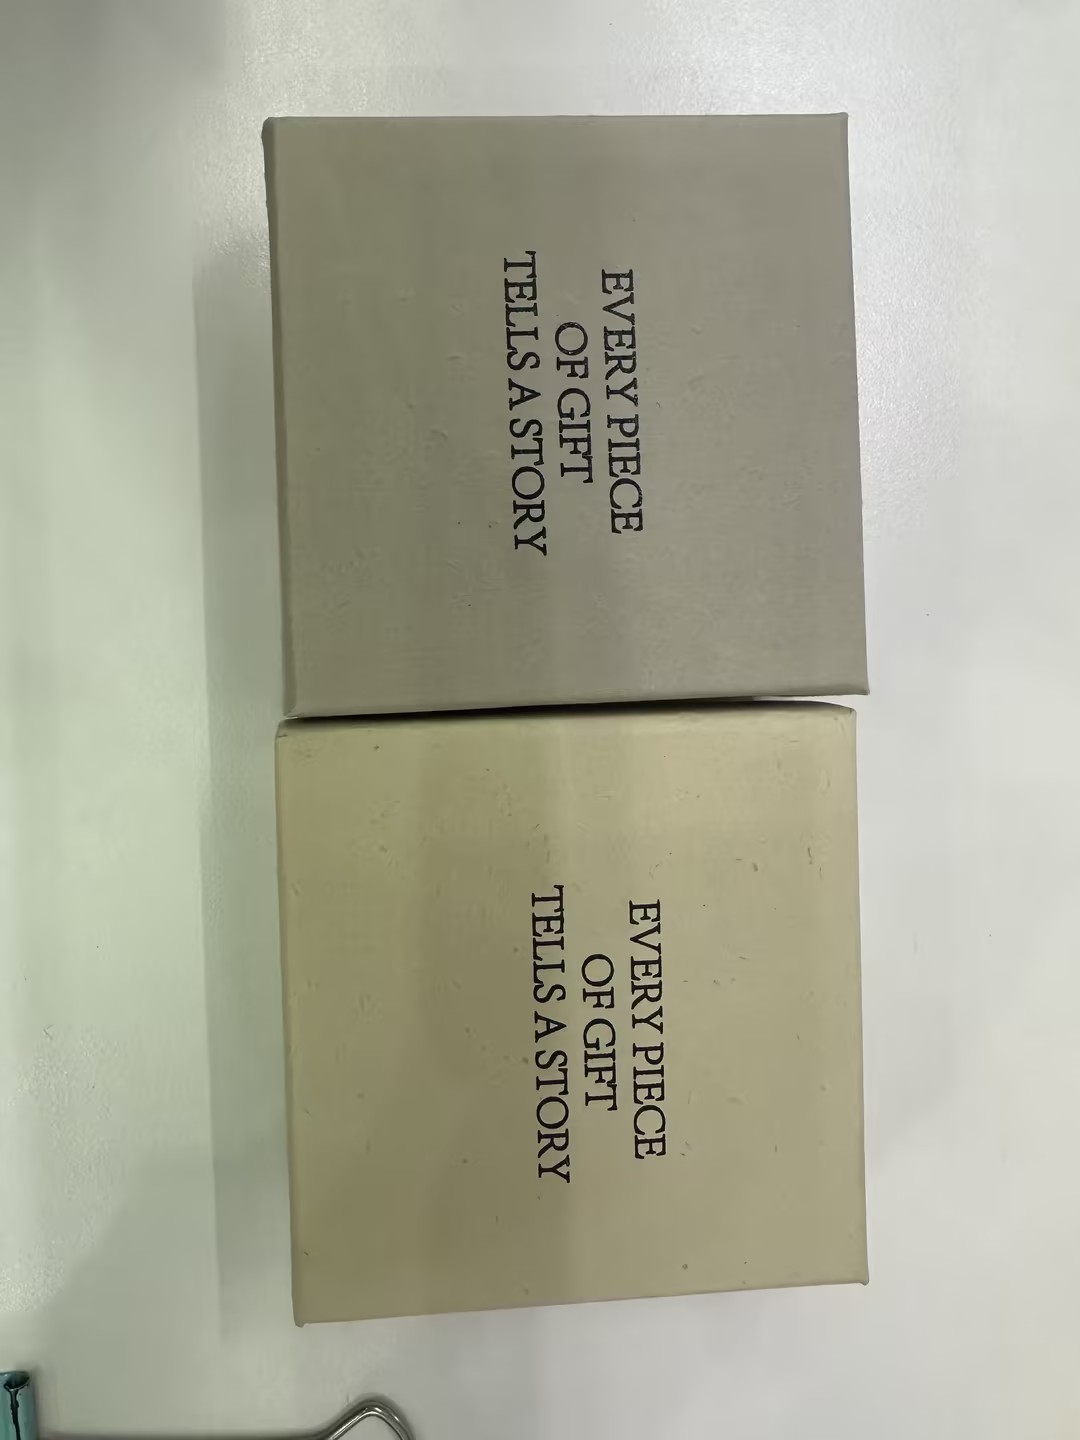 EVERY PIECE
OF GIFT
TELLS A STORY
EVERY PIECE
OF GIFT
TELLS A STORY